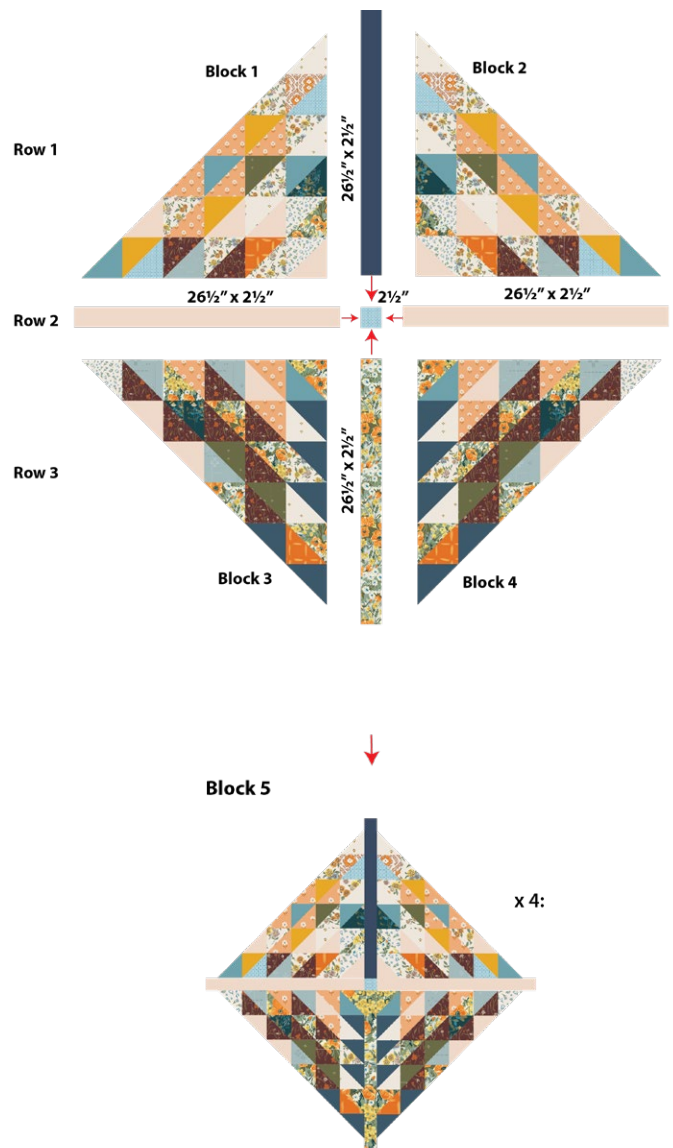 Block 1
Block 2
Row 1
26½” x 2½”
26½” x 2½”
2½”
26½” x 2½”
Row 2
Row 3
26½” x 2½”
Block 3
Block 4
Block 5
x 4: